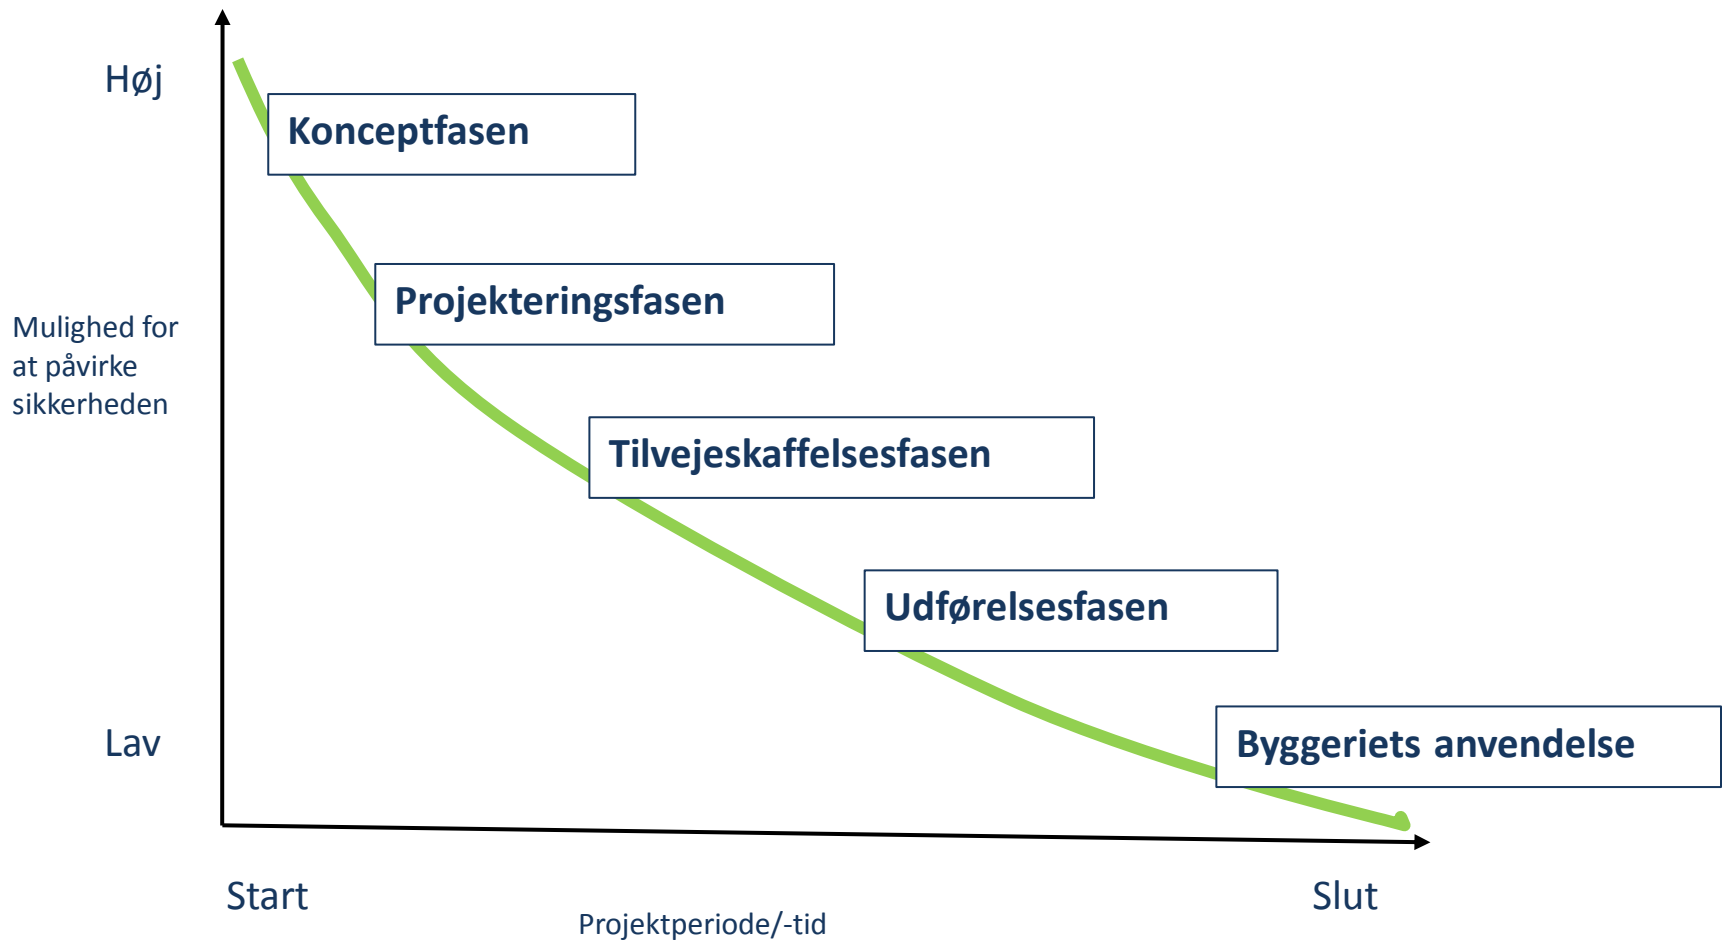 Høj
Konceptfasen
Projekteringsfasen
Mulighed for
at påvirke
sikkerheden
Tilvejeskaffelsesfasen
Udførelsesfasen
Lav
Byggeriets anvendelse
Start
Slut
Projektperiode/-tid